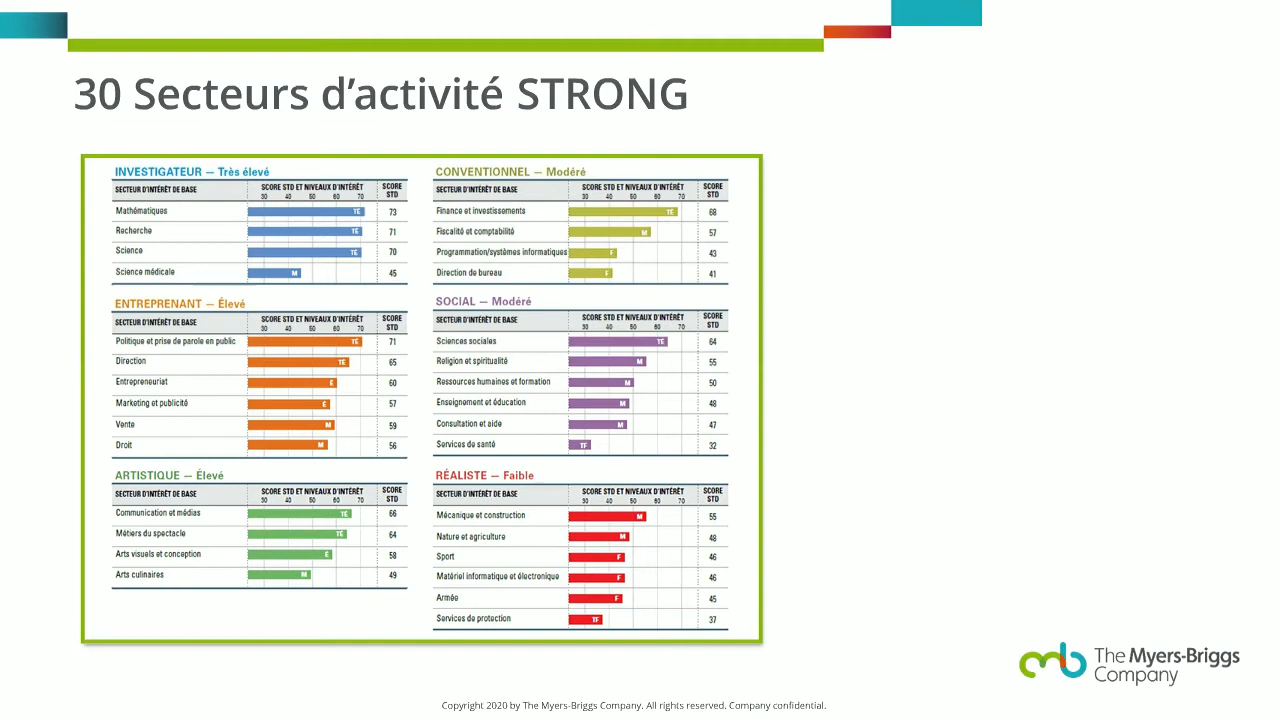 30 Secteurs d’activité STRONG
INVESTIGATEUR — Très élevé
SECTEUR D'INTÉRÊT DE BASE SCORE STD ET NIVEAUX D'INTÉRÊT SCORE STD
30 40 50 60 70
Mathématiques TE 73
Recherche TE 71
Science TE 70
Science médicale M 45
ENTREPRENANT — Élevé
SECTEUR D'INTÉRÊT DE BASE SCORE STD ET NIVEAUX D'INTÉRÊT SCORE STD
30 40 50 60 70
Politique et prise de parole en public TE 71
Direction TE 65
Entrepreneuriat E 60
Marketing et publicité E 57
Vente M 59
Droit M 56
ARTISTIQUE — Élevé
SECTEUR D'INTÉRÊT DE BASE SCORE STD ET NIVEAUX D'INTÉRÊT SCORE STD
30 40 50 60 70
Communication et médias TE 66
Métiers du spectacle TE 64
Arts visuels et conception E 58
Arts culinaires M 49
CONVENTIONNEL — Modéré
SECTEUR D'INTÉRÊT DE BASE SCORE STD ET NIVEAUX D'INTÉRÊT SCORE STD
30 40 50 60 70
Finance et investissements TE 68
Fiscalité et comptabilité M 57
Programmation/systèmes informatiques F 43
Direction de bureau F 41
SOCIAL — Modéré
SECTEUR D'INTÉRÊT DE BASE SCORE STD ET NIVEAUX D'INTÉRÊT SCORE STD
30 40 50 60 70
Sciences sociales TE 64
Religion et spiritualité M 55
Ressources humaines et formation M 50
Enseignement et éducation M 48
Consultation et aide M 47
Services de santé TF 32
RÉALISTE — Faible
SECTEUR D'INTÉRÊT DE BASE SCORE STD ET NIVEAUX D'INTÉRÊT SCORE STD
30 40 50 60 70
Mécanique et construction M 55
Nature et agriculture M 48
Sport F 46
Matériel informatique et électronique F 46
Armée F 45
Services de protection TF 37
The Myers-Briggs
Company
Copyright 2020 by The Myers-Briggs Company. All rights reserved. Company confidential.